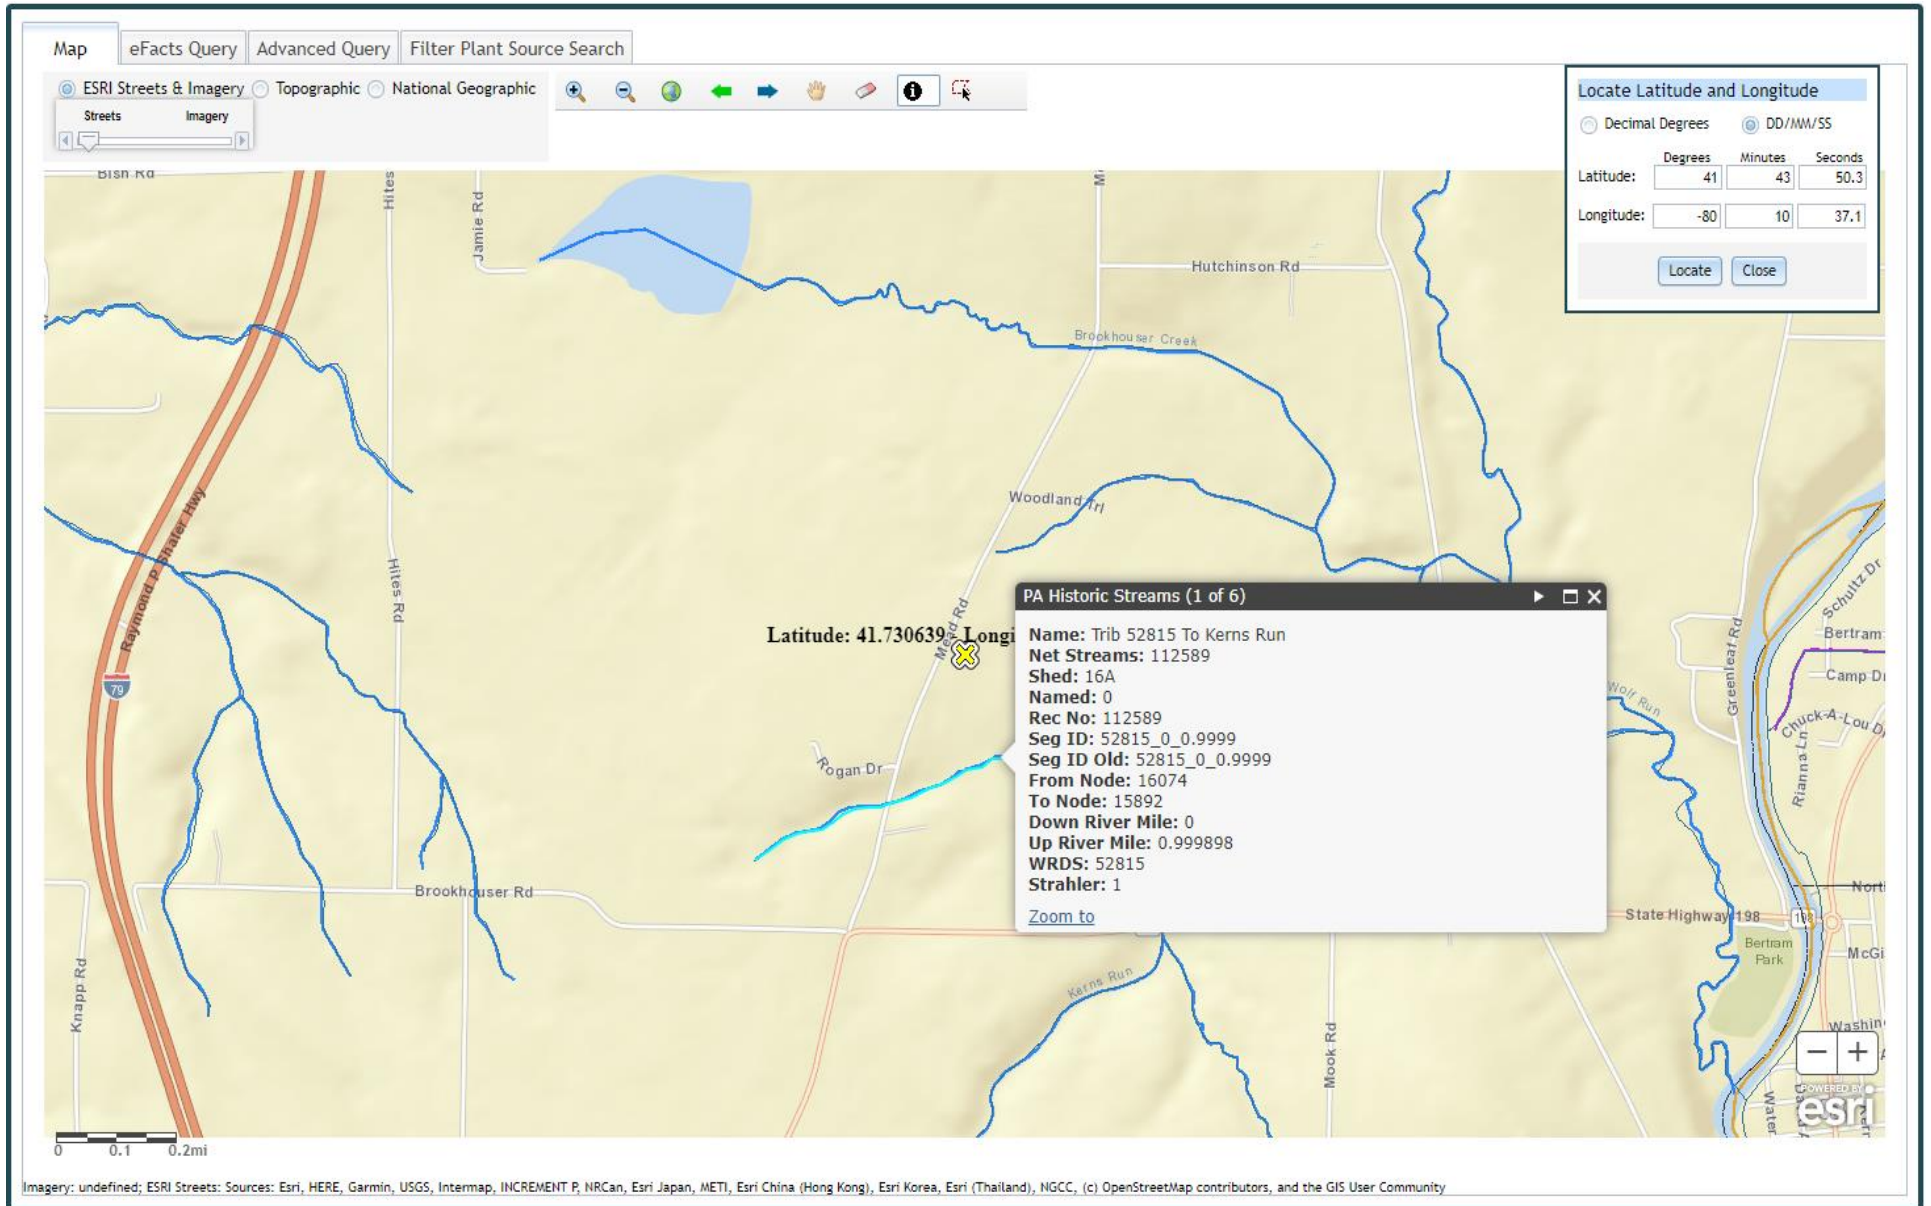 Map
eFacts Query
Advanced Query
Filter Plant Source Search
ESRI Streets & Imagery
Topographic
National Geographic
Streets
Imagery
Locate Latitude and Longitude
Decimal Degrees
DD/MM/SS
Degrees Minutes Seconds
Latitude: 41 43 50.3
Longitude: -80 10 37.1
Locate
Close
Bish Rd
Hites
Jamie Rd
Hutchinson Rd
Brookhouser Creek
Woodland Trl
Raymond P Shafer Hwy
Hites Rd
Mead Rd
79
Latitude: 41.730639 Longi
PA Historic Streams (1 of 6)
Name: Trib 52815 To Kerns Run
Net Streams: 112589
Shed: 16A
Named: 0
Rec No: 112589
Seg ID: 52815_0_0.9999
Seg ID Old: 52815_0_0.9999
From Node: 16074
To Node: 15892
Down River Mile: 0
Up River Mile: 0.999898
WRDS: 52815
Strahler: 1
Zoom to
Rogan Dr
Brookhouser Rd
Knapp Rd
Kerns Run
Mook Rd
Wolf Run
Greenleaf Rd
Schultz Dr
Bertram
Camp Dr
Chuck-A-Lou Dr
Rianna Ln
North
State Highway 198
198
Bertram
Park
McGi
Washin
Water
POWERED BY
esri
0 0.1 0.2mi
Imagery: undefined; ESRI Streets: Sources: Esri, HERE, Garmin, USGS, Intermap, INCREMENT P, NRCan, Esri Japan, METI, Esri China (Hong Kong), Esri Korea, Esri (Thailand), NGCC, (c) OpenStreetMap contributors, and the GIS User Community